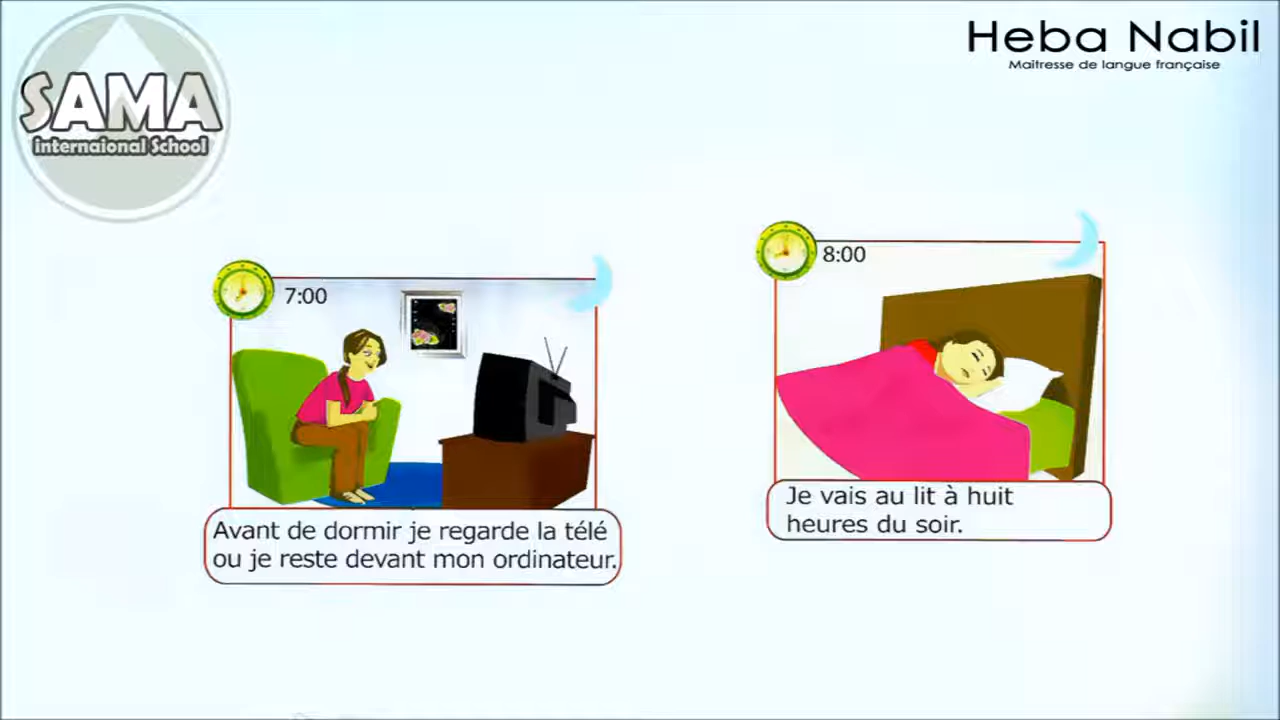 SAMA
internaional School
Heba Nabil
Maitresse de langue française
7:00
Avant de dormir je regarde la télé
ou je reste devant mon ordinateur.
8:00
Je vais au lit à huit
heures du soir.